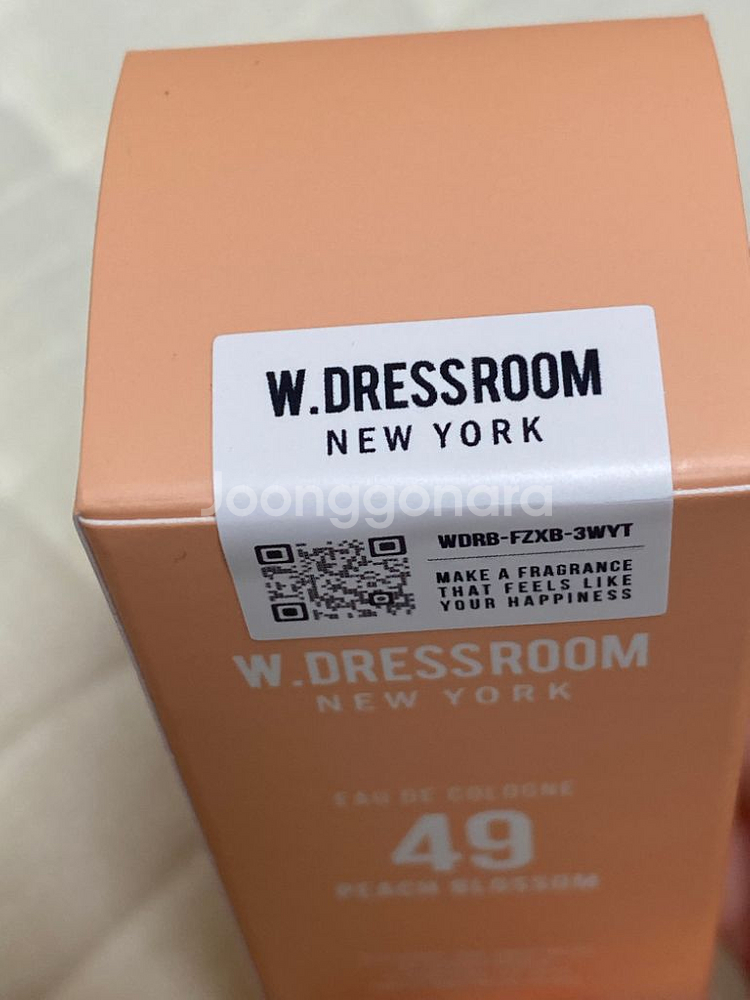 W.DRESSROOM
NEW YORK
Joonggonara
WDRB-FZXB-3WYT
MAKE A FRAGRANCE
THAT FEELS LIKE
YOUR HAPPINESS
W.DRESSROOM
NEW YORK
EAU DE COLOGNE
49
PEACH BLOSSOM